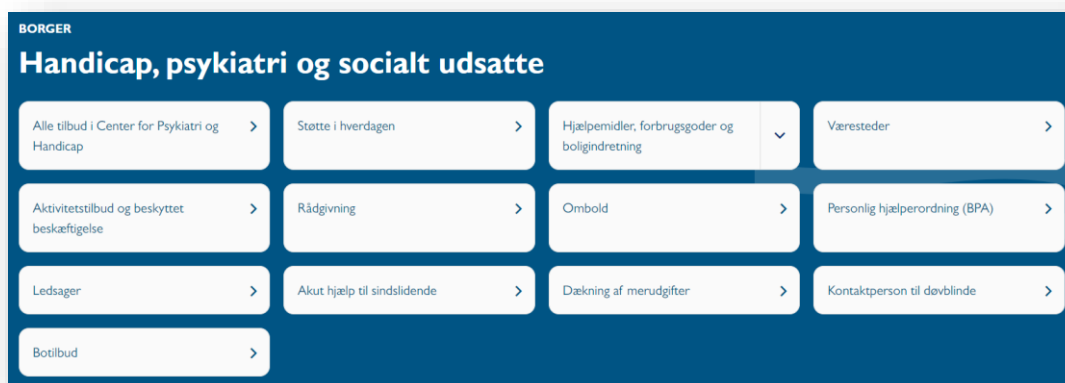 BORGER
Handicap, psykiatri og socialt udsatte
Alle tilbud i Center for Psykiatri og
Handicap
Støtte i hverdagen
Hjælpemidler, forbrugsgoder og
boligindretning
Væresteder
Aktivitetstilbud og beskyttet
beskæftigelse
Rådgivning
Ombold
Personlig hjælperordning (BPA)
Ledsager
Akut hjælp til sindslidende
Dækning af merudgifter
Kontaktperson til døvblinde
Botilbud